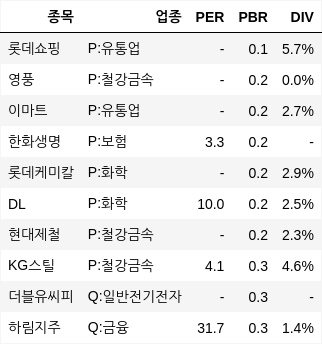 종목 업종 PER PBR DIV
롯데쇼핑 P:유통업 - 0.1 5.7%
영풍 P:철강금속 - 0.2 0.0%
이마트 P:유통업 - 0.2 2.7%
한화생명 P:보험 3.3 0.2 -
롯데케미칼 P:화학 - 0.2 2.9%
DL P:화학 10.0 0.2 2.5%
현대제철 P:철강금속 - 0.2 2.3%
KG스틸 P:철강금속 4.1 0.3 4.6%
더블유씨피 Q:일반전기전자 - 0.3 -
하림지주 Q:금융 31.7 0.3 1.4%